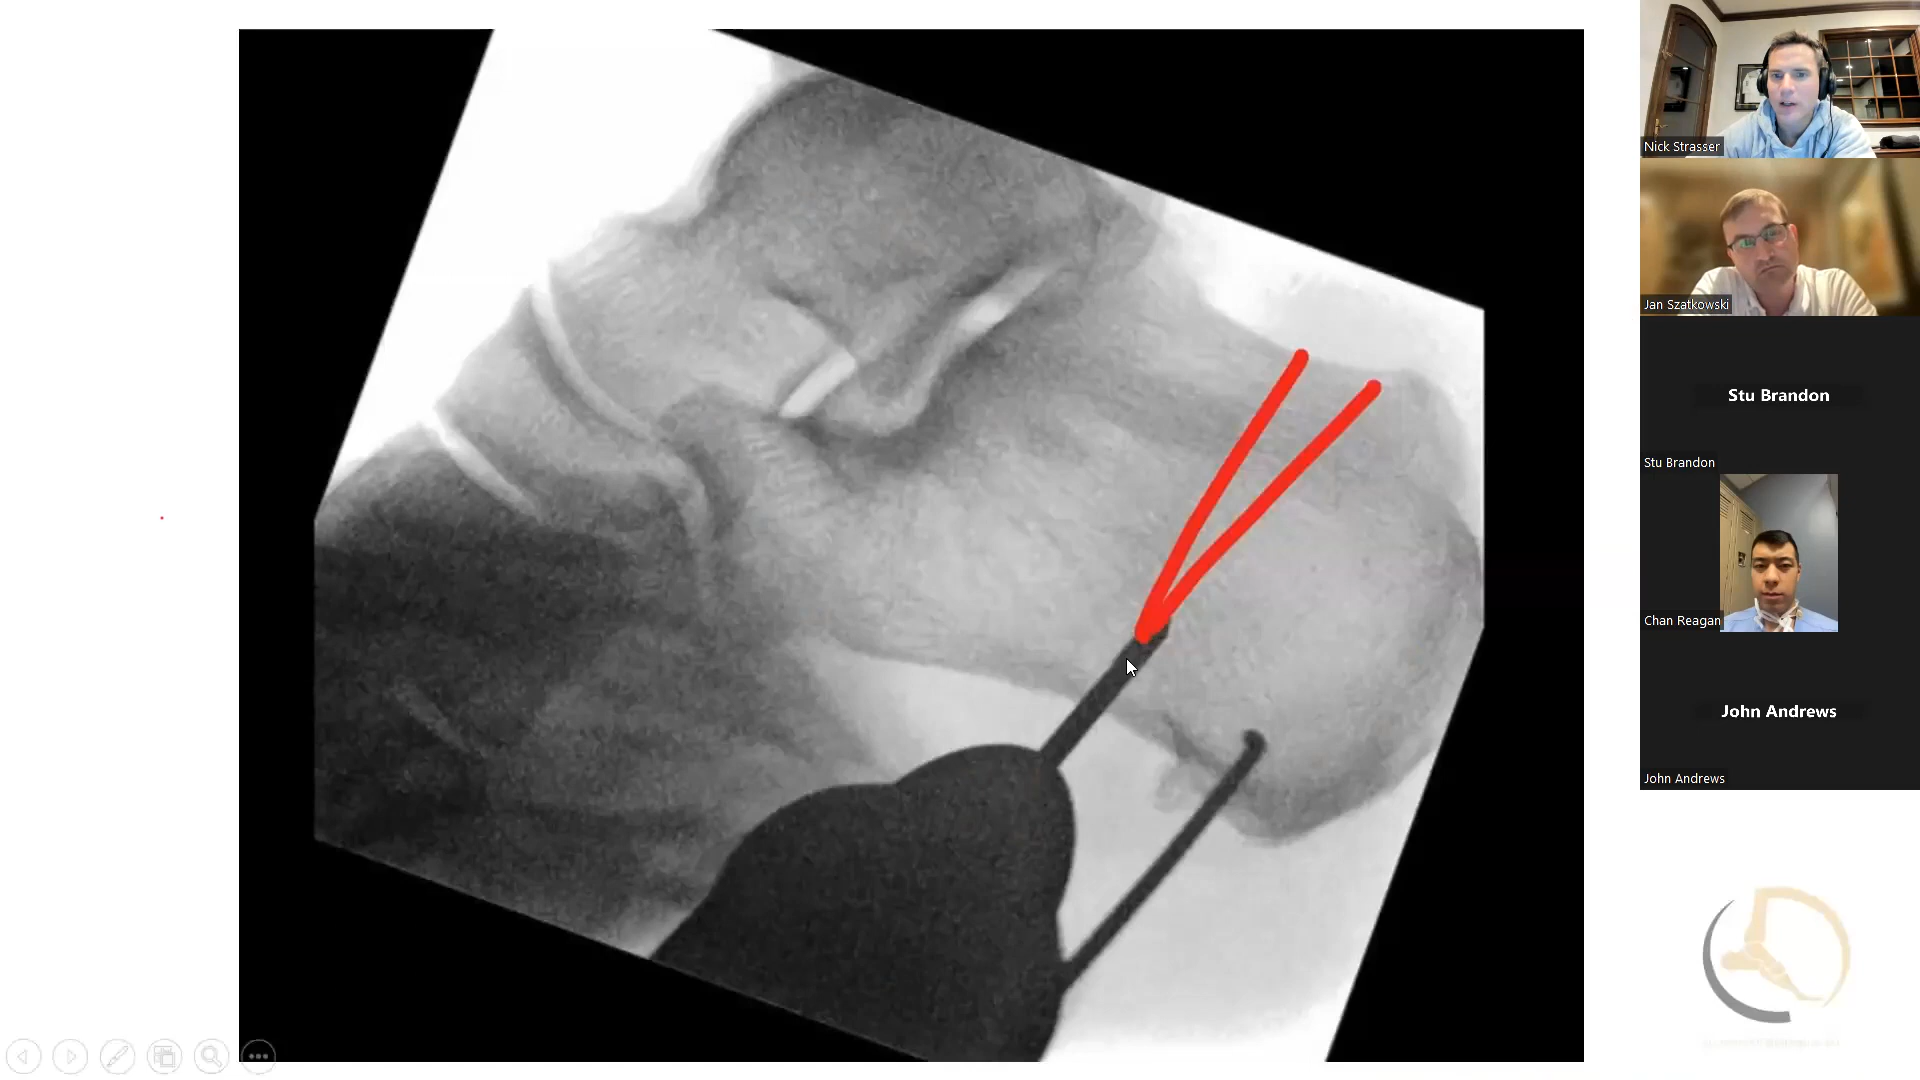 Nick Strasser
Jan Szatkowski
Stu Brandon
Stu Brandon
Chan Reagan
John Andrews
John Andrews